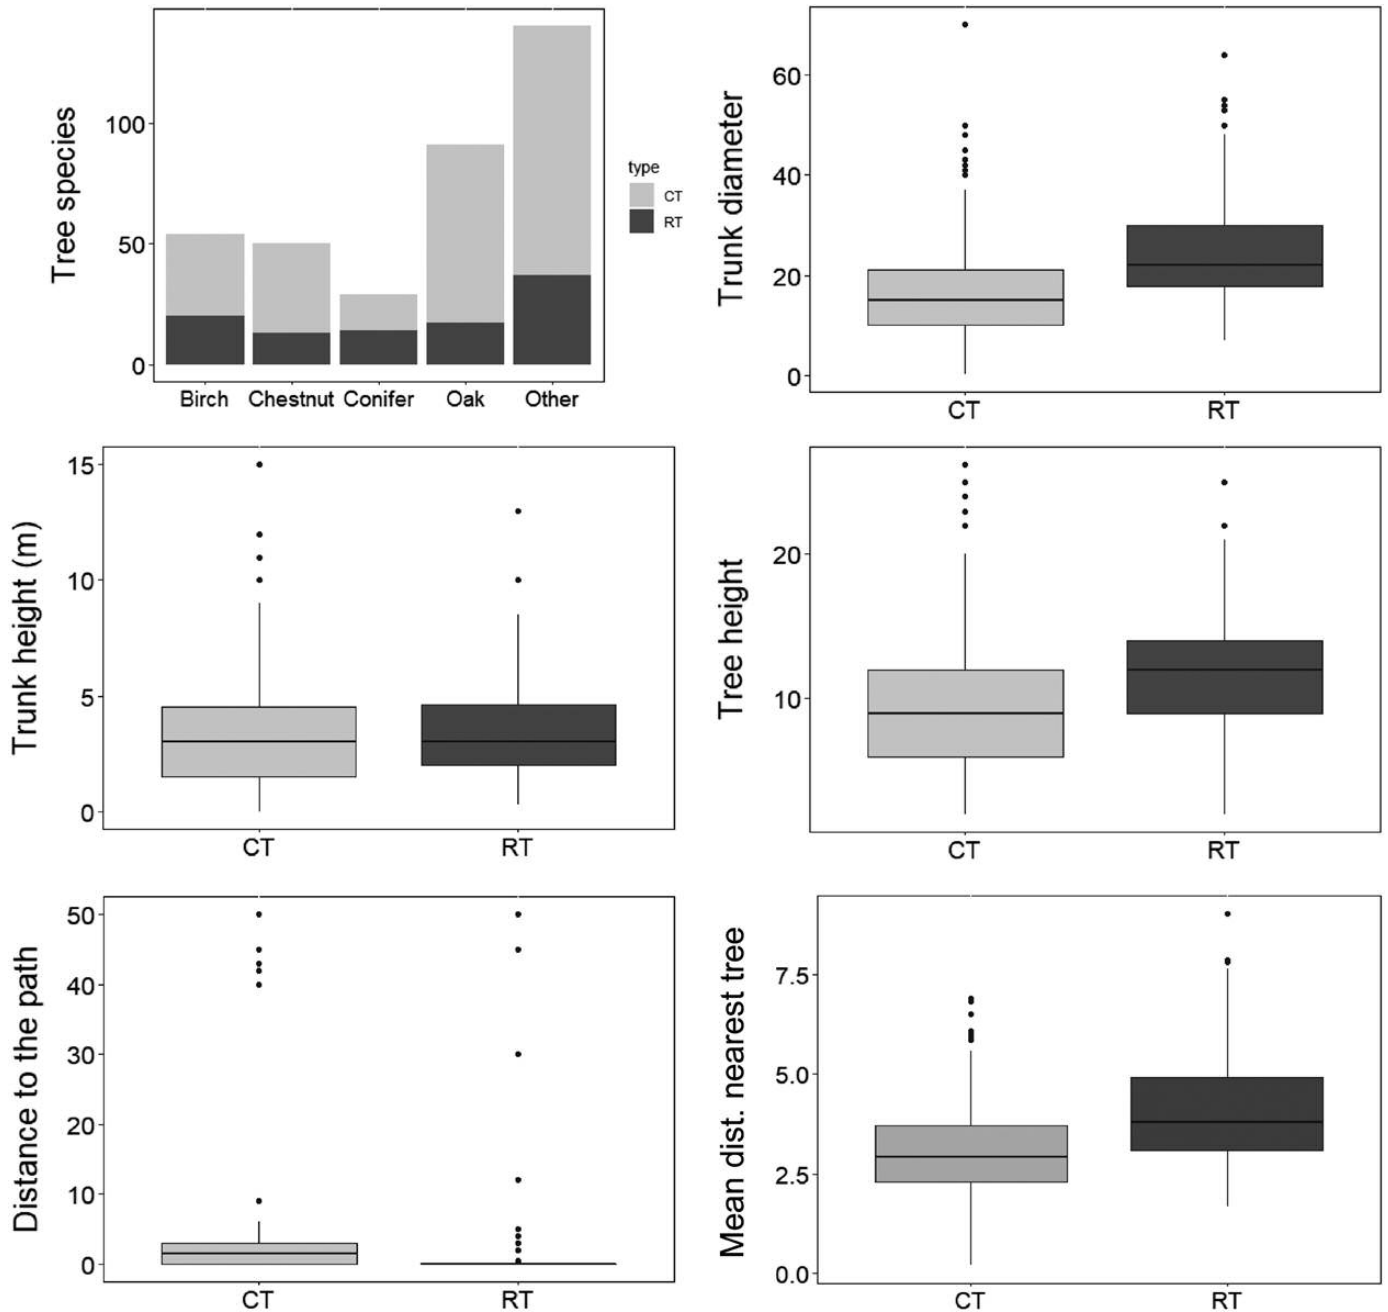 Tree species
100
50
0
Birch Chestnut Conifer Oak Other
type
CT
RT
Trunk diameter
60
40
20
0
CT RT
Trunk height (m)
15
10
5
0
CT RT
Tree height
20
10
CT RT
Distance to the path
50
40
30
20
10
0
CT RT
Mean dist. nearest tree
7.5
5.0
2.5
0.0
CT RT